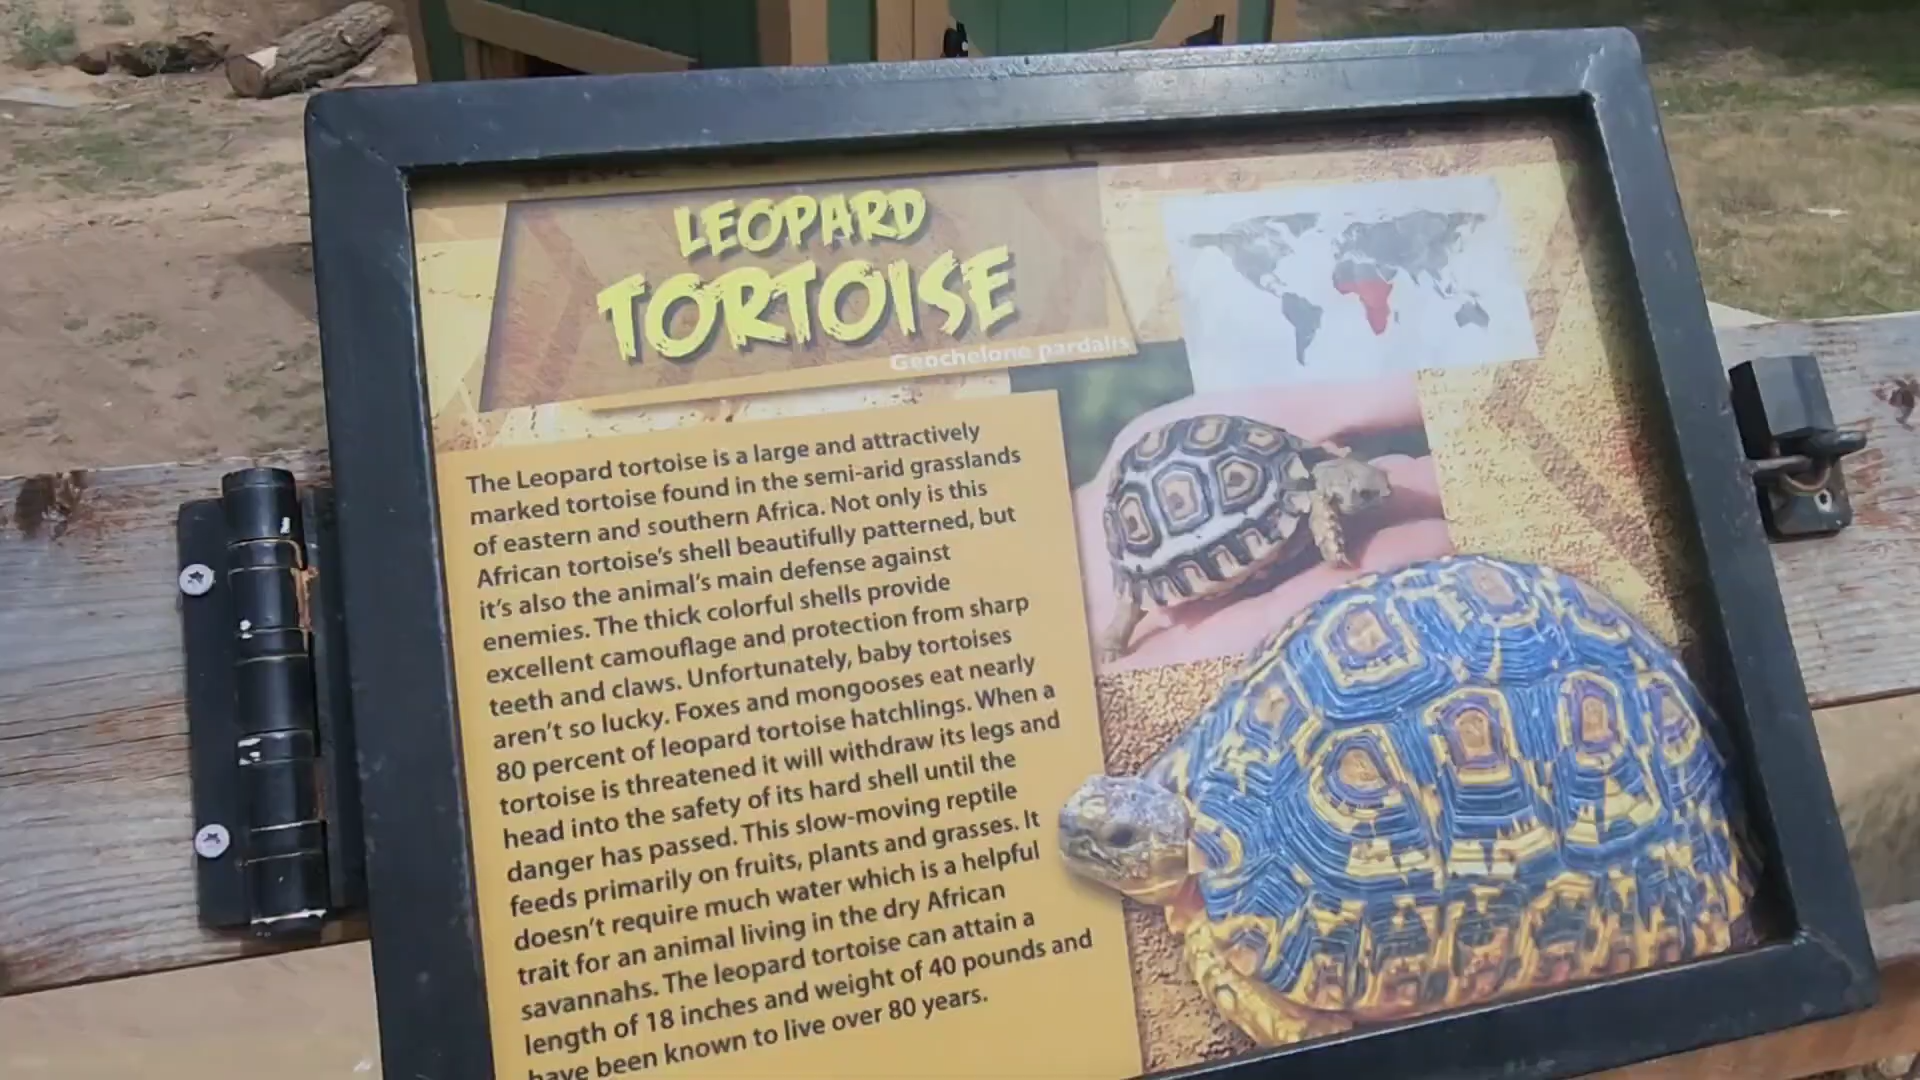 LEOPARD
TORTOISE
Geochelone pardalis
The Leopard tortoise is a large and attractively
marked tortoise found in the semi-arid grasslands
of eastern and southern Africa. Not only is this
African tortoise's shell beautifully patterned, but
it's also the animal's main defense against
enemies. The thick colorful shells provide
excellent camouflage and protection from sharp
teeth and claws. Unfortunately, baby tortoises
aren't so lucky. Foxes and mongooses eat nearly
80 percent of leopard tortoise hatchlings. When a
tortoise is threatened it will withdraw its legs and
head into the safety of its hard shell until the
danger has passed. This slow-moving reptile
feeds primarily on fruits, plants and grasses. It
doesn't require much water which is a helpful
trait for an animal living in the dry African
savannahs. The leopard tortoise can attain a
length of 18 inches and weight of 40 pounds and
have been known to live over 80 years.